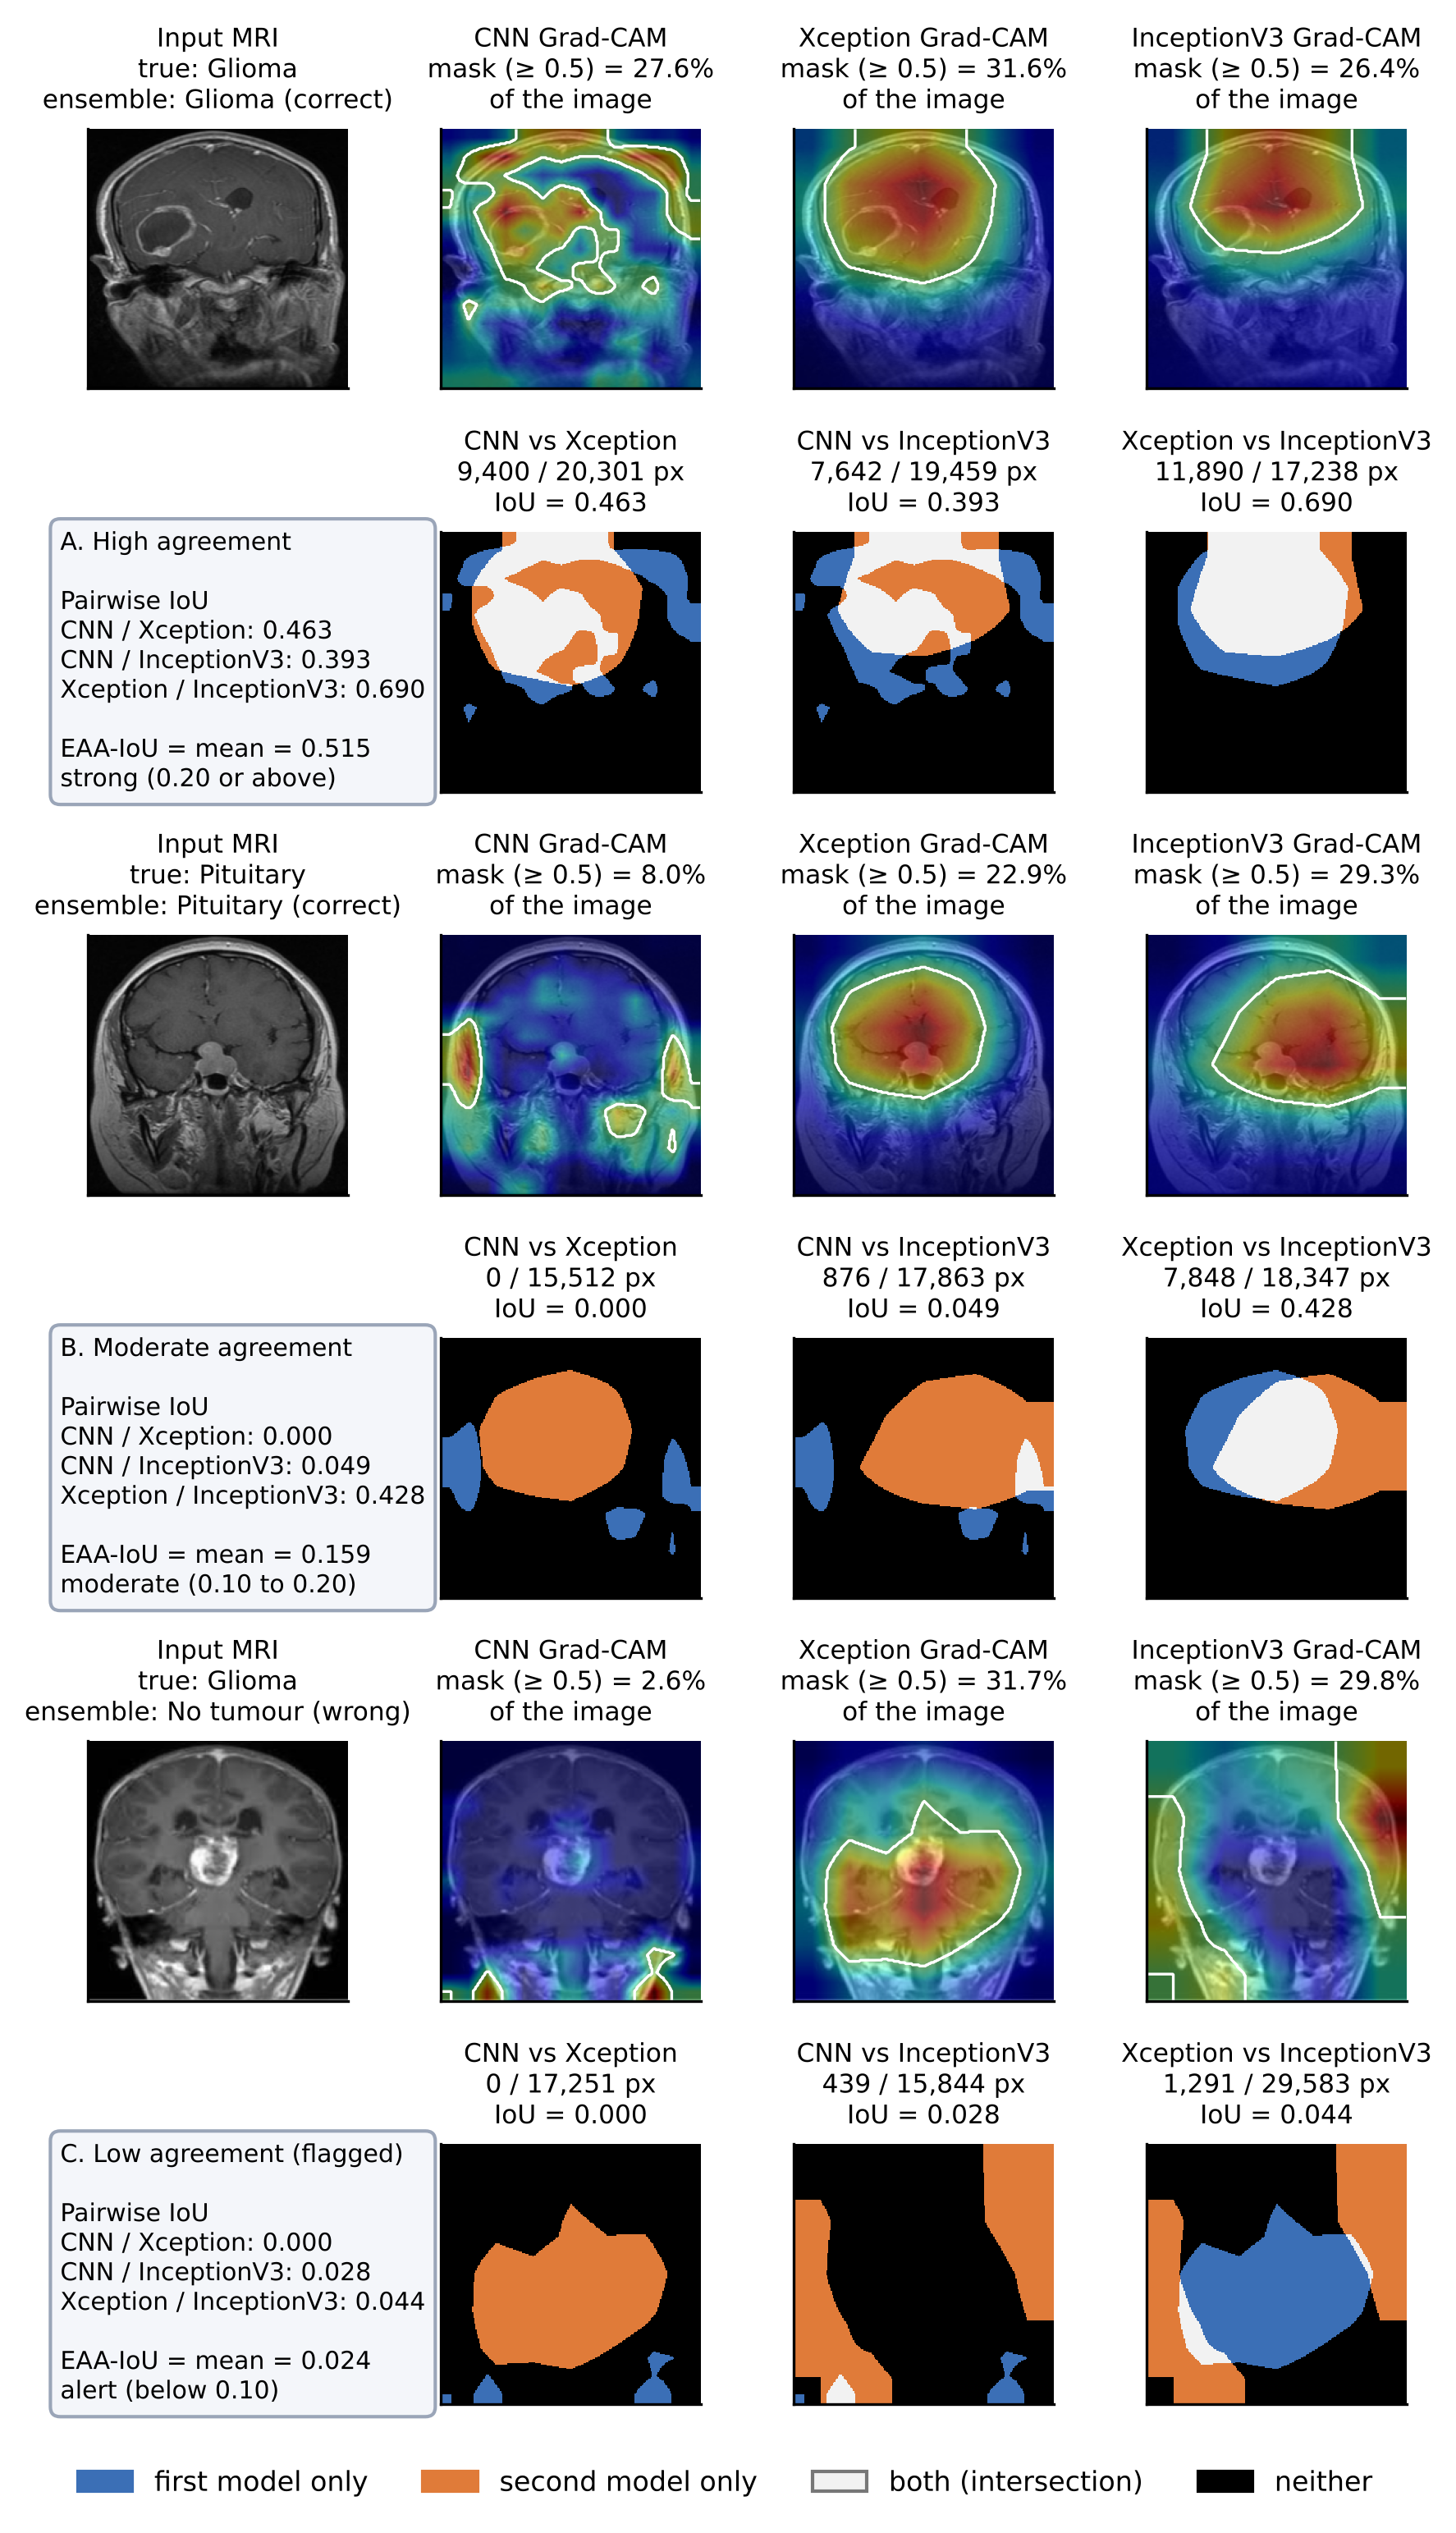 Input MRI
true: Glioma
ensemble: Glioma (correct)
CNN Grad-CAM
mask (≥ 0.5) = 27.6%
of the image
Xception Grad-CAM
mask (≥ 0.5) = 31.6%
of the image
InceptionV3 Grad-CAM
mask (≥ 0.5) = 26.4%
of the image
CNN vs Xception
9,400 / 20,301 px
IoU = 0.463
CNN vs InceptionV3
7,642 / 19,459 px
IoU = 0.393
Xception vs InceptionV3
11,890 / 17,238 px
IoU = 0.690
A. High agreement
Pairwise IoU
CNN / Xception: 0.463
CNN / InceptionV3: 0.393
Xception / InceptionV3: 0.690
EAA-IoU = mean = 0.515
strong (0.20 or above)
Input MRI
true: Pituitary
ensemble: Pituitary (correct)
CNN Grad-CAM
mask (≥ 0.5) = 8.0%
of the image
Xception Grad-CAM
mask (≥ 0.5) = 22.9%
of the image
InceptionV3 Grad-CAM
mask (≥ 0.5) = 29.3%
of the image
CNN vs Xception
0 / 15,512 px
IoU = 0.000
CNN vs InceptionV3
876 / 17,863 px
IoU = 0.049
Xception vs InceptionV3
7,848 / 18,347 px
IoU = 0.428
B. Moderate agreement
Pairwise IoU
CNN / Xception: 0.000
CNN / InceptionV3: 0.049
Xception / InceptionV3: 0.428
EAA-IoU = mean = 0.159
moderate (0.10 to 0.20)
Input MRI
true: Glioma
ensemble: No tumour (wrong)
CNN Grad-CAM
mask (≥ 0.5) = 2.6%
of the image
Xception Grad-CAM
mask (≥ 0.5) = 31.7%
of the image
InceptionV3 Grad-CAM
mask (≥ 0.5) = 29.8%
of the image
CNN vs Xception
0 / 17,251 px
IoU = 0.000
CNN vs InceptionV3
439 / 15,844 px
IoU = 0.028
Xception vs InceptionV3
1,291 / 29,583 px
IoU = 0.044
C. Low agreement (flagged)
Pairwise IoU
CNN / Xception: 0.000
CNN / InceptionV3: 0.028
Xception / InceptionV3: 0.044
EAA-IoU = mean = 0.024
alert (below 0.10)
first model only
second model only
both (intersection)
neither